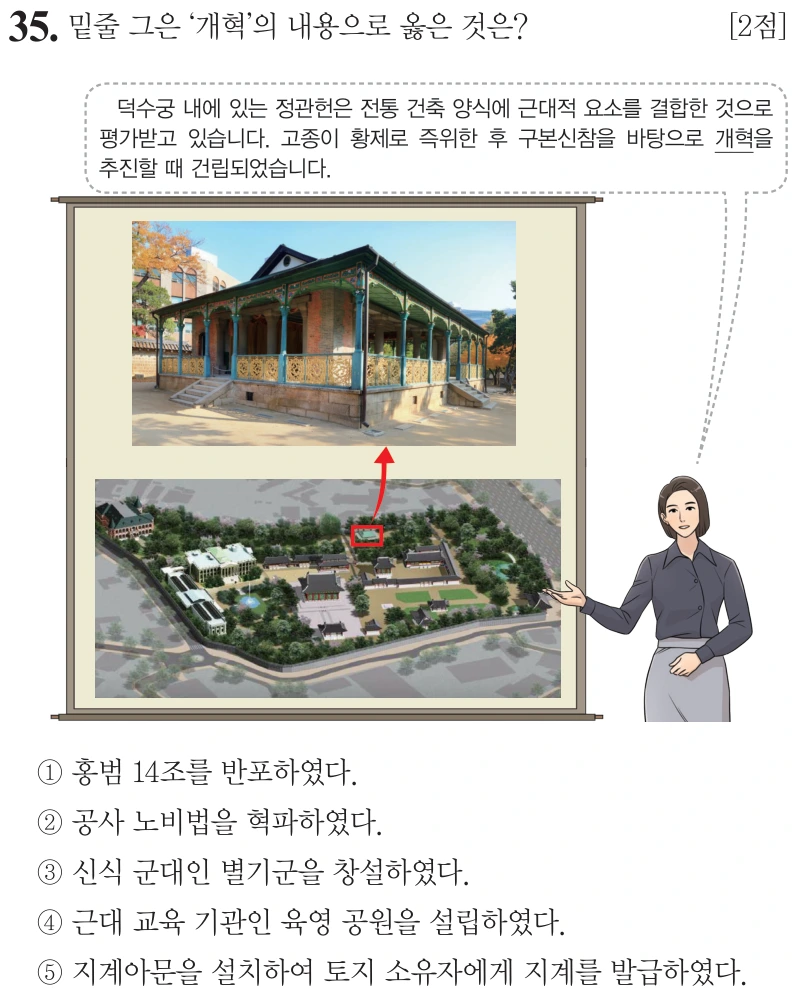 35. 밑줄 그은 ‘개혁’의 내용으로 옳은 것은? [2점]
덕수궁 내에 있는 정관헌은 전통 건축 양식에 근대적 요소를 결합한 것으로
평가받고 있습니다. 고종이 황제로 즉위한 후 구본신참을 바탕으로 개혁을
추진할 때 건립되었습니다.
① 홍범 14조를 반포하였다.
② 공사 노비법을 혁파하였다.
③ 신식 군대인 별기군을 창설하였다.
④ 근대 교육 기관인 육영 공원을 설립하였다.
⑤ 지계아문을 설치하여 토지 소유자에게 지계를 발급하였다.